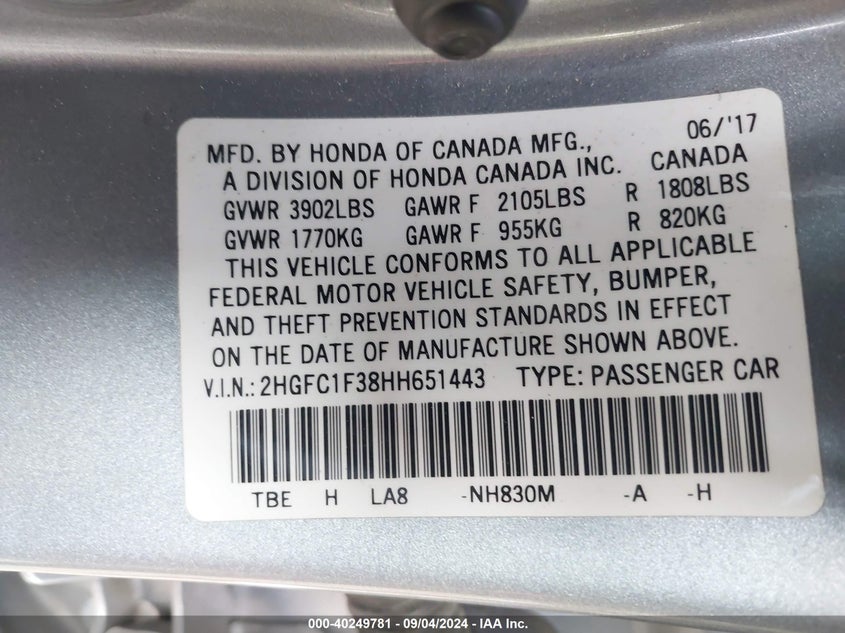 MFD. BY HONDA OF CANADA MFG., 06/'17
A DIVISION OF HONDA CANADA INC. CANADA
GVWR 3902LBS GAWR F 2105LBS R 1808LBS
GVWR 1770KG GAWR F 955KG R 820KG
THIS VEHICLE CONFORMS TO ALL APPLICABLE
FEDERAL MOTOR VEHICLE SAFETY, BUMPER,
AND THEFT PREVENTION STANDARDS IN EFFECT
ON THE DATE OF MANUFACTURE SHOWN ABOVE.
V.I.N.: 2HGFC1F38HH651443 TYPE: PASSENGER CAR
TBE H LA8 -NH830M -A -H
000-40249781 - 09/04/2024 - IAA Inc.